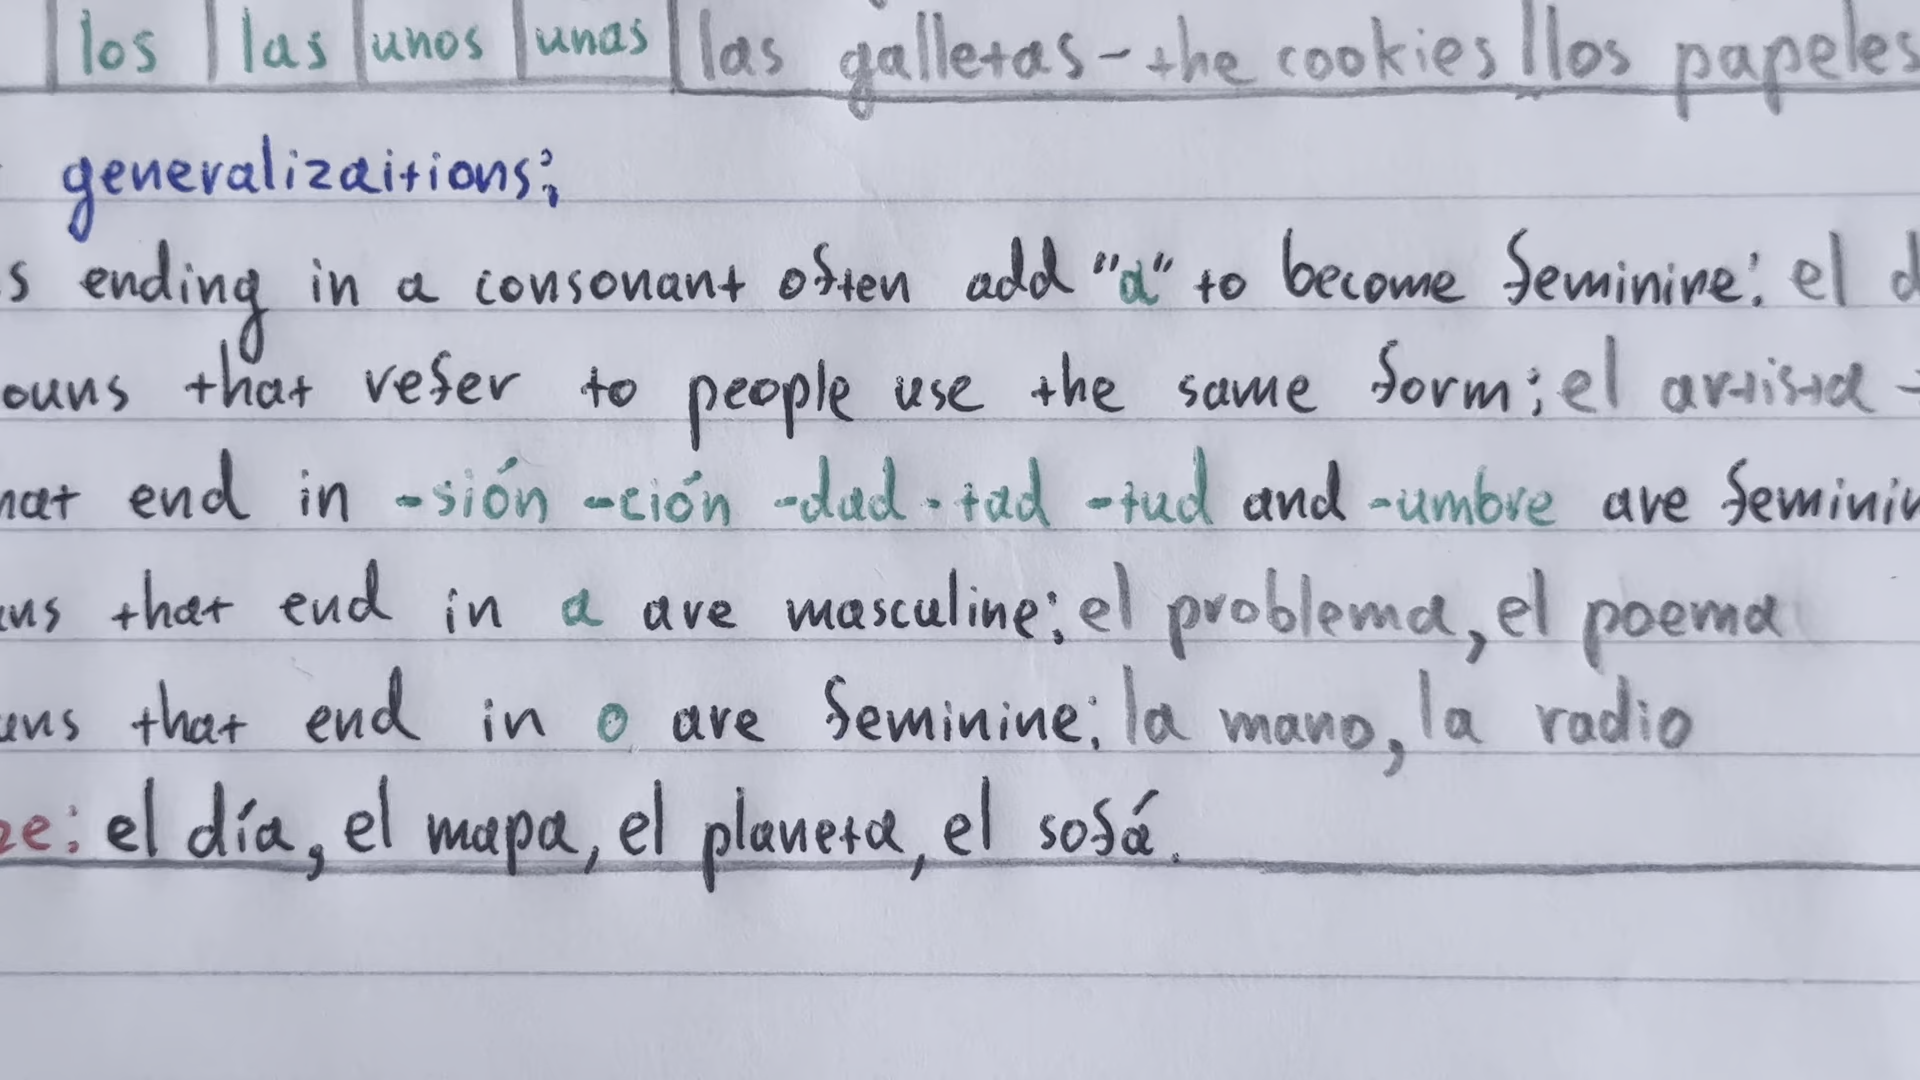 los las unos unas las galletas - the cookies los papeles
generalizaitions:
ending in a consonant often add "a" to become feminine: el
that refer to people use the same form: el artista -
end in -sión -ción -dad -tad -tud and -umbre are
that end in a are masculine: el problema, el poema
that end in o are feminine: la mano, la radio
el día, el mapa, el planeta, el sofá.